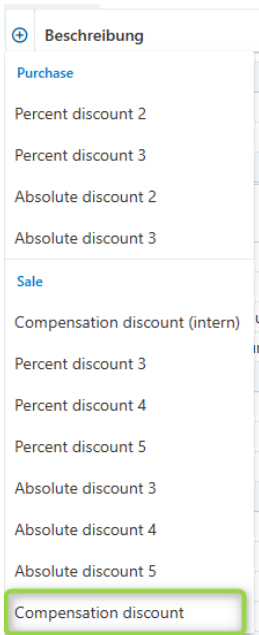 Beschreibung
Purchase
Percent discount 2
Percent discount 3
Absolute discount 2
Absolute discount 3
Sale
Compensation discount (intern)
Percent discount 3
Percent discount 4
Percent discount 5
Absolute discount 3
Absolute discount 4
Absolute discount 5
Compensation discount